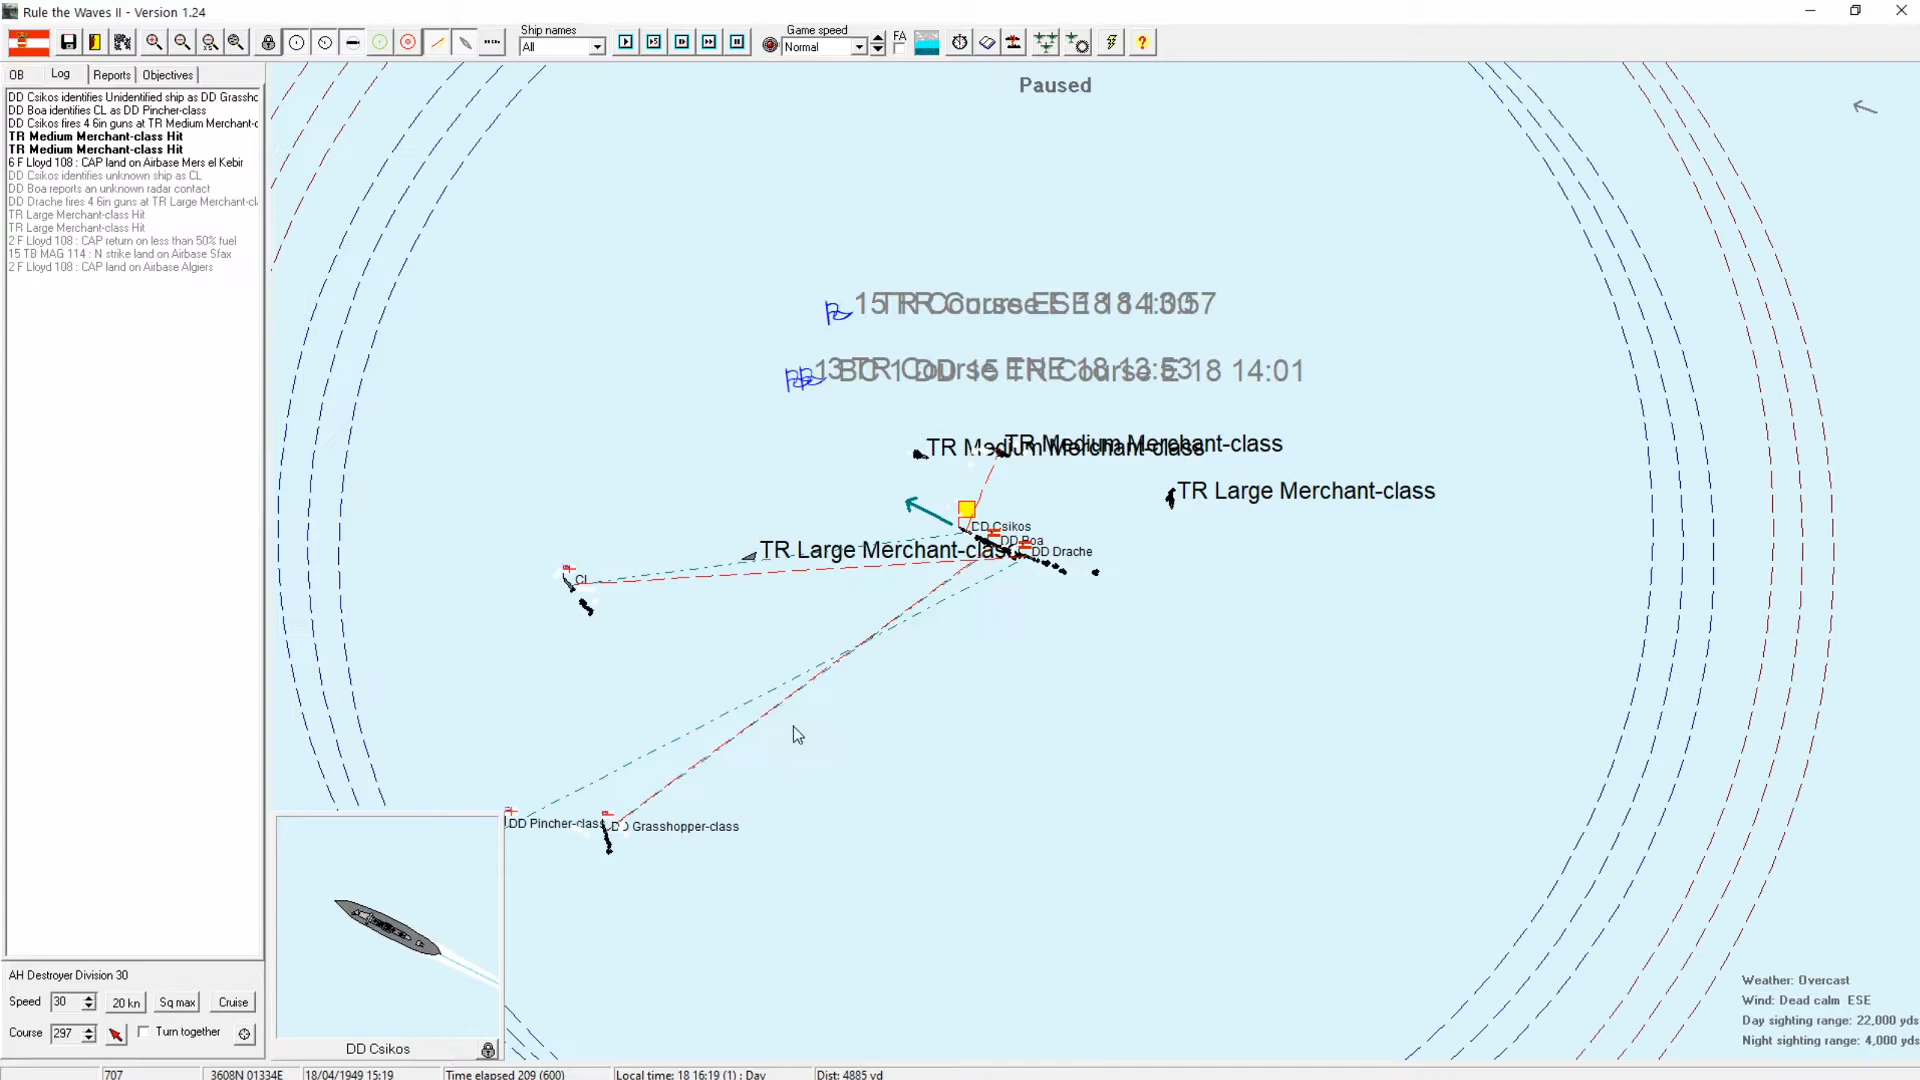 Rule the Waves II - Version 1.24
Ship names
All
Game speed
Normal
FA
OB
Log
Reports
Objectives
DD Csikos identifies Unidentified ship as DD Grassho
DD Boa identifies CL as DD Pincher-class
DD Csikos fires 4 6in guns at TR Medium Merchant-c
TR Medium Merchant-class Hit
TR Medium Merchant-class Hit
6 F Lloyd 108 : CAP land on Airbase Mers el Kebir
DD Csikos identifies unknown ship as CL
DD Boa reports an unknown radar contact
DD Drache fires 4 6in guns at TR Large Merchant-cl
TR Large Merchant-class Hit
TR Large Merchant-class Hit
2 F Lloyd 108 : CAP return on less than 50% fuel
15 TB MAG 114 : N strike land on Airbase Sfax
2 F Lloyd 108 : CAP land on Airbase Algiers
Paused
TR Medium Merchant-class
TR Medium Merchant-class
TR Large Merchant-class
DD Csikos
DD Boa
DD Drache
TR Large Merchant-class
CL
DD Pincher-class
DD Grasshopper-class
Weather: Overcast
Wind: Dead calm ESE
Day sighting range: 22,000 yds
Night sighting range: 4,000 yds
AH Destroyer Division 30
Speed 30 20 kn Sq max Cruise
Course 297 Turn together
DD Csikos
707
3608N 01334E
18/04/1949 15:19
Time elapsed 209 (600)
Local time: 18 16:19 (1) : Day
Dist: 4885 yd